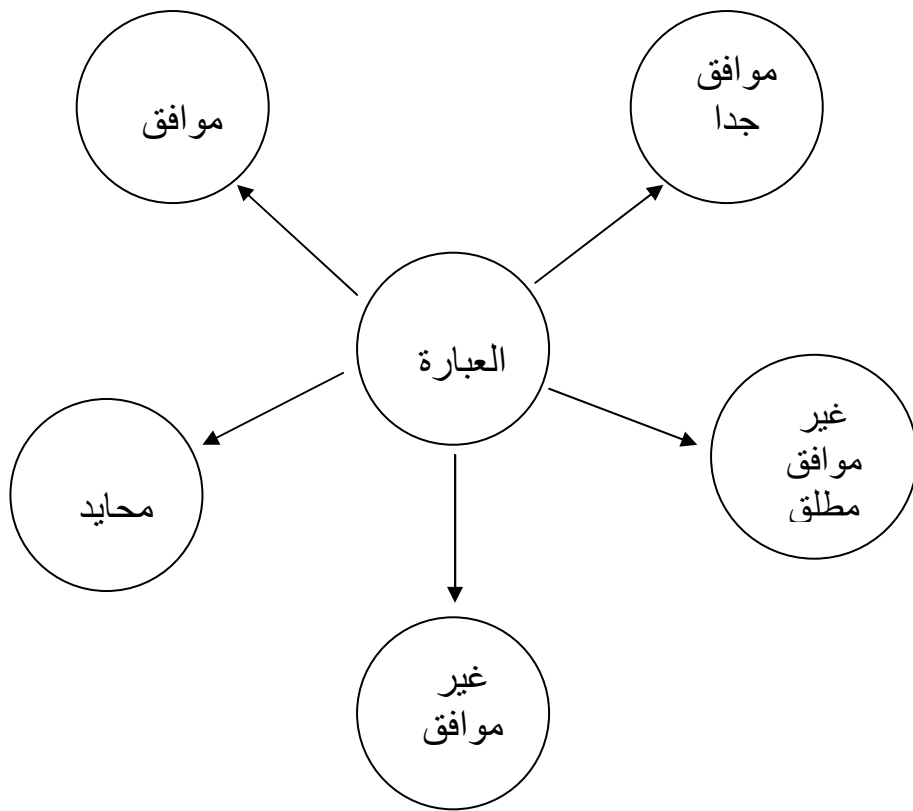 موافق
جدا
موافق
العبارة
غير
موافق
مطلق
محايد
غير
موافق